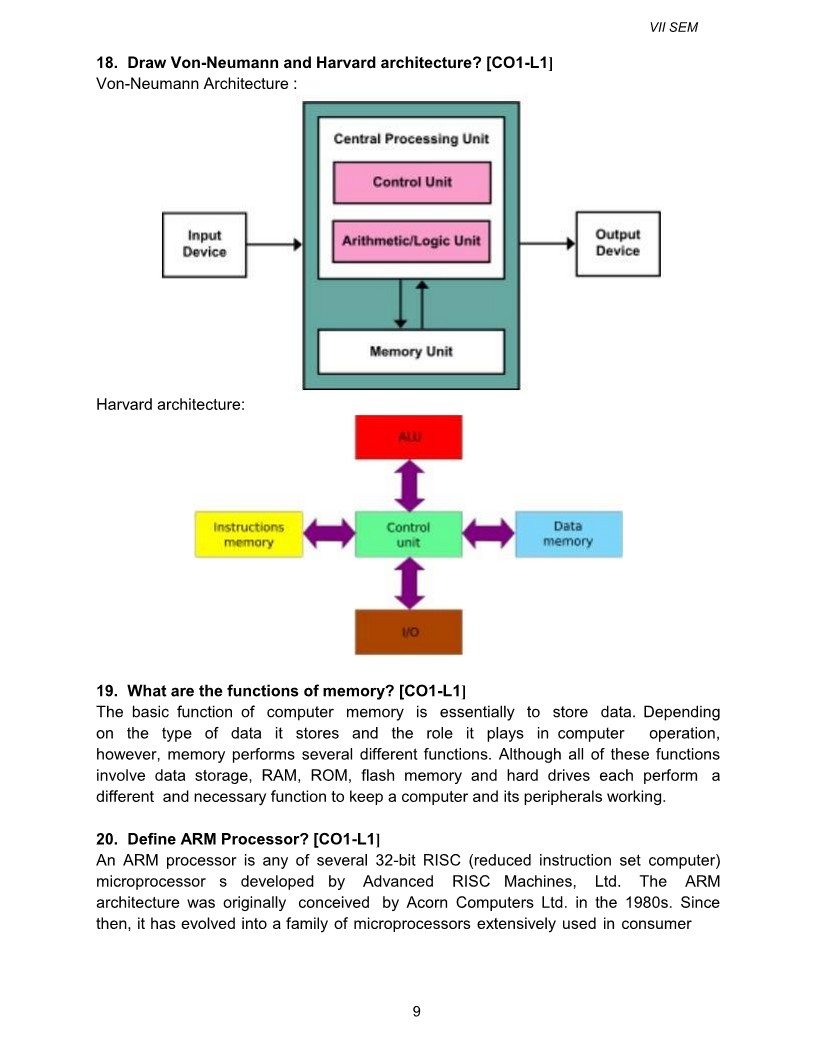 VII SEM
18. Draw Von-Neumann and Harvard architecture? [CO1-L1]
Von-Neumann Architecture :
Central Processing Unit
Control Unit
Input
Device
Arithmetic/Logic Unit
Output
Device
Memory Unit
Harvard architecture:
ALU
Instructions
memory
Control
unit
Data
memory
I/O
19. What are the functions of memory? [CO1-L1]
The basic function of computer memory is essentially to store data. Depending
on the type of data it stores and the role it plays in computer operation,
however, memory performs several different functions. Although all of these functions
involve data storage, RAM, ROM, flash memory and hard drives each perform a
different and necessary function to keep a computer and its peripherals working.
20. Define ARM Processor? [CO1-L1]
An ARM processor is any of several 32-bit RISC (reduced instruction set computer)
microprocessor s developed by Advanced RISC Machines, Ltd. The ARM
architecture was originally conceived by Acorn Computers Ltd. in the 1980s. Since
then, it has evolved into a family of microprocessors extensively used in consumer
9